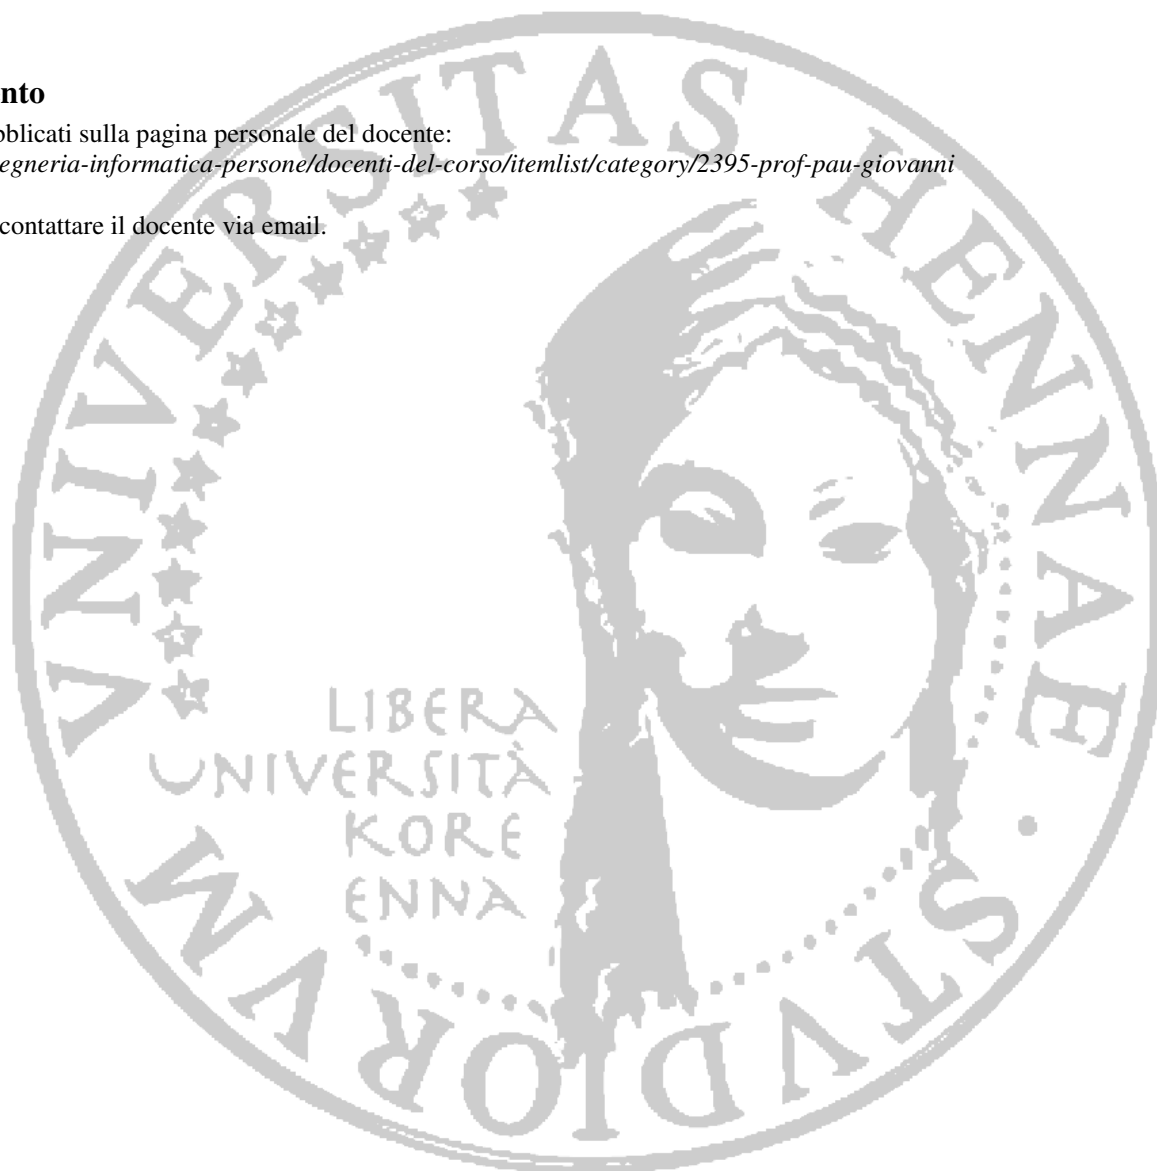 nto
bblicati sulla pagina personale del docente:
egneria-informatica-persone/docenti-del-corso/itemlist/category/2395-prof-pau-giovanni
contattare il docente via email.
VNIVERSITAS HENNAE · STVDIORVM
LIBERA
UNIVERSITÀ
KORE
ENNA